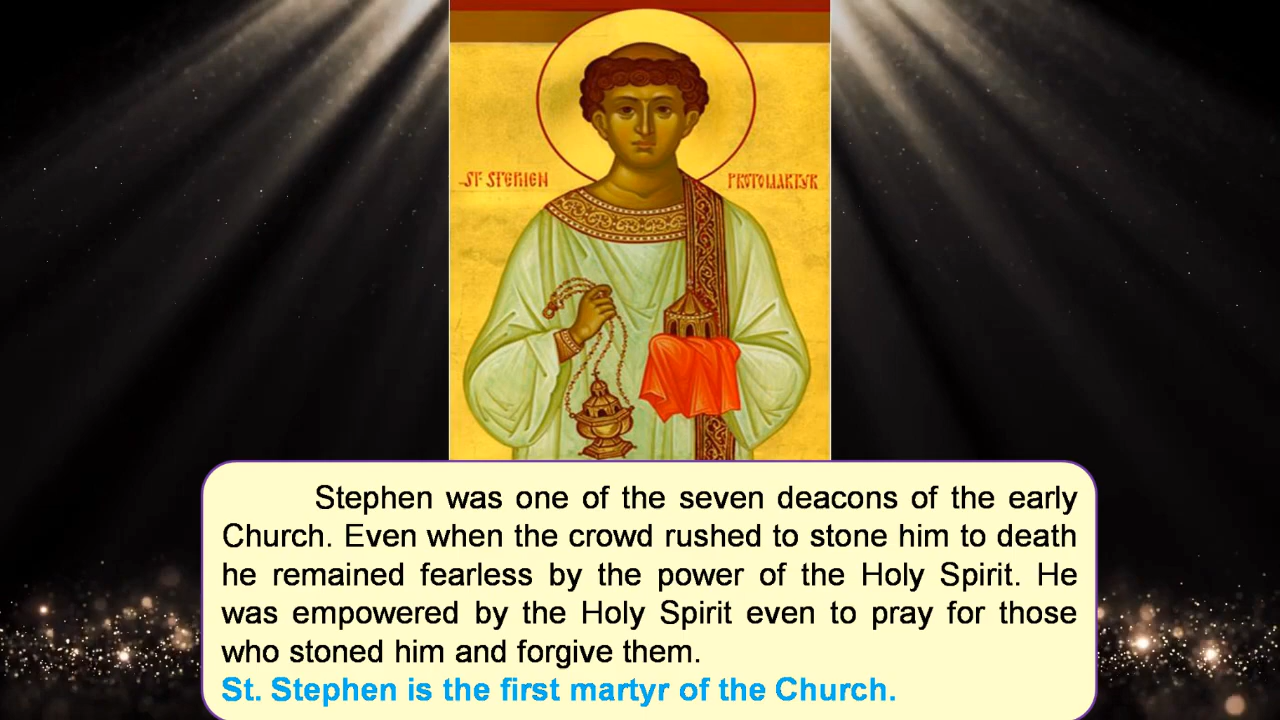 ST STEPHEN PROTOMARTYR
Stephen was one of the seven deacons of the early
Church. Even when the crowd rushed to stone him to death
he remained fearless by the power of the Holy Spirit. He
was empowered by the Holy Spirit even to pray for those
who stoned him and forgive them.
St. Stephen is the first martyr of the Church.